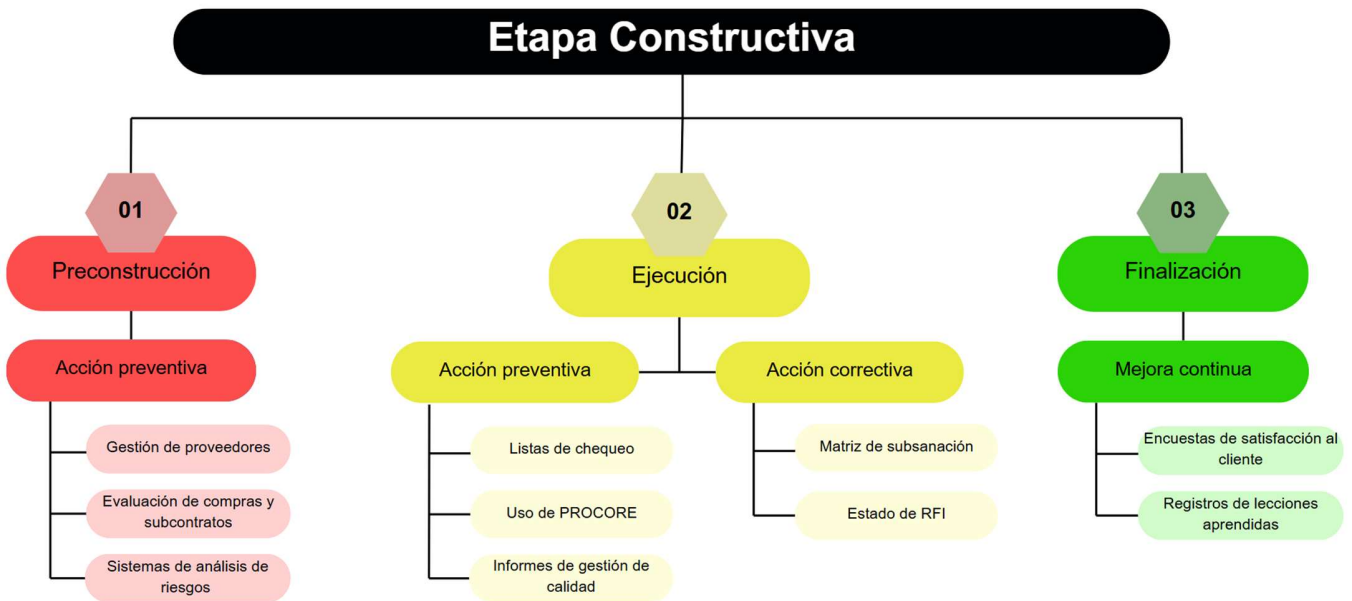 Etapa Constructiva
01
Preconstrucción
Acción preventiva
Gestión de proveedores
Evaluación de compras y
subcontratos
Sistemas de análisis de
riesgos
02
Ejecución
Acción preventiva
Listas de chequeo
Uso de PROCORE
Informes de gestión de
calidad
Acción correctiva
Matriz de subsanación
Estado de RFI
03
Finalización
Mejora continua
Encuestas de satisfacción al
cliente
Registros de lecciones
aprendidas